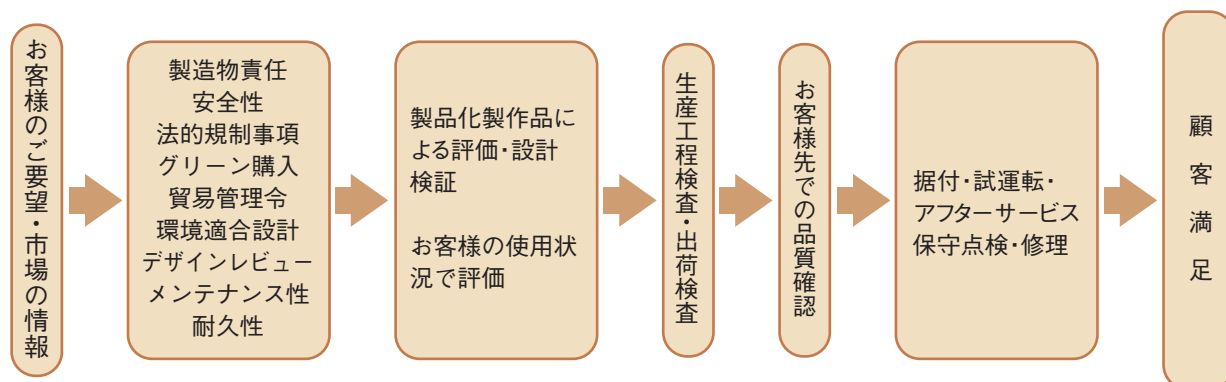 お客様のご要望・市場の情報
製造物責任
安全性
法的規制事項
グリーン購入
貿易管理令
環境適合設計
デザインレビュー
メンテナンス性
耐久性
製品化製作品に
よる評価・設計
検証
お客様の使用状
況で評価
生産工程検査・出荷検査
お客様先での品質確認
据付・試運転・
アフターサービス
保守点検・修理
顧客満足